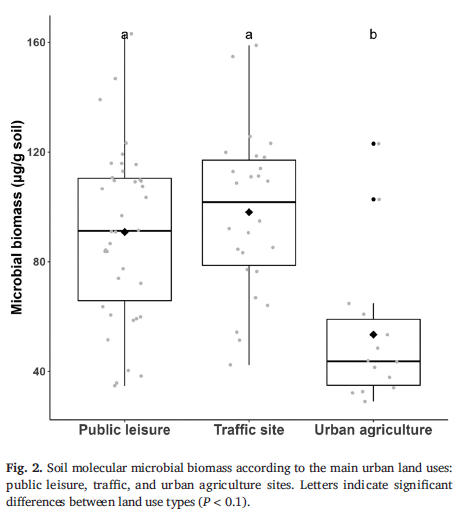 a a b
160
120
80
40
Microbial biomass (µg/g soil)
Public leisure Traffic site Urban agriculture
Fig. 2. Soil molecular microbial biomass according to the main urban land uses:
public leisure, traffic, and urban agriculture sites. Letters indicate significant
differences between land use types (P < 0.1).